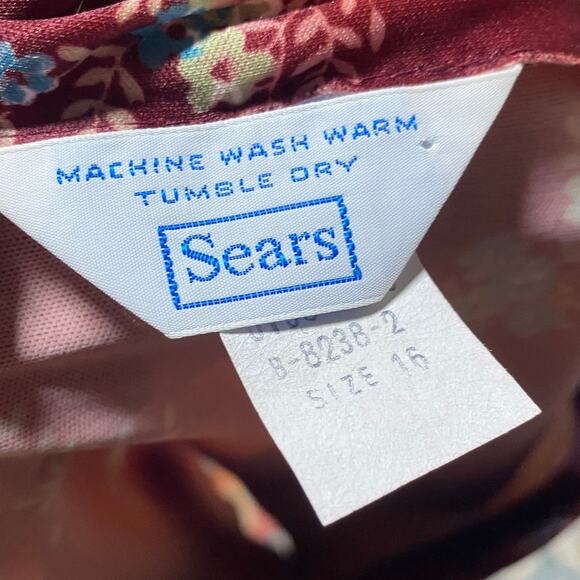 MACHINE WASH WARM
TUMBLE DRY
Sears
8-8238-2
SIZE 16